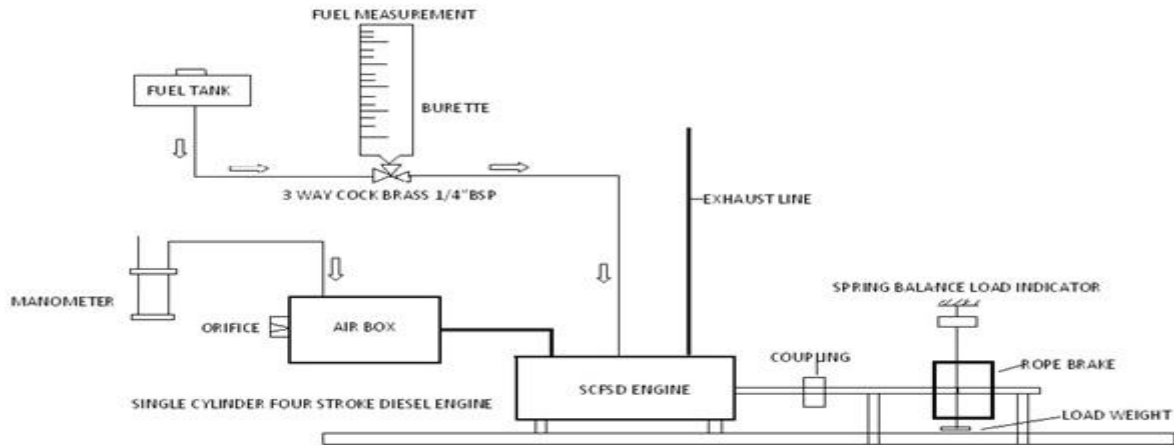 FUEL MEASUREMENT
FUEL TANK
BURETTE
3 WAY COCK BRASS 1/4"BSP
EXHAUST LINE
MANOMETER
ORIFICE
AIR BOX
SPRING BALANCE LOAD INDICATOR
COUPLING
ROPE BRAKE
SCFSD ENGINE
SINGLE CYLINDER FOUR STROKE DIESEL ENGINE
LOAD WEIGHT